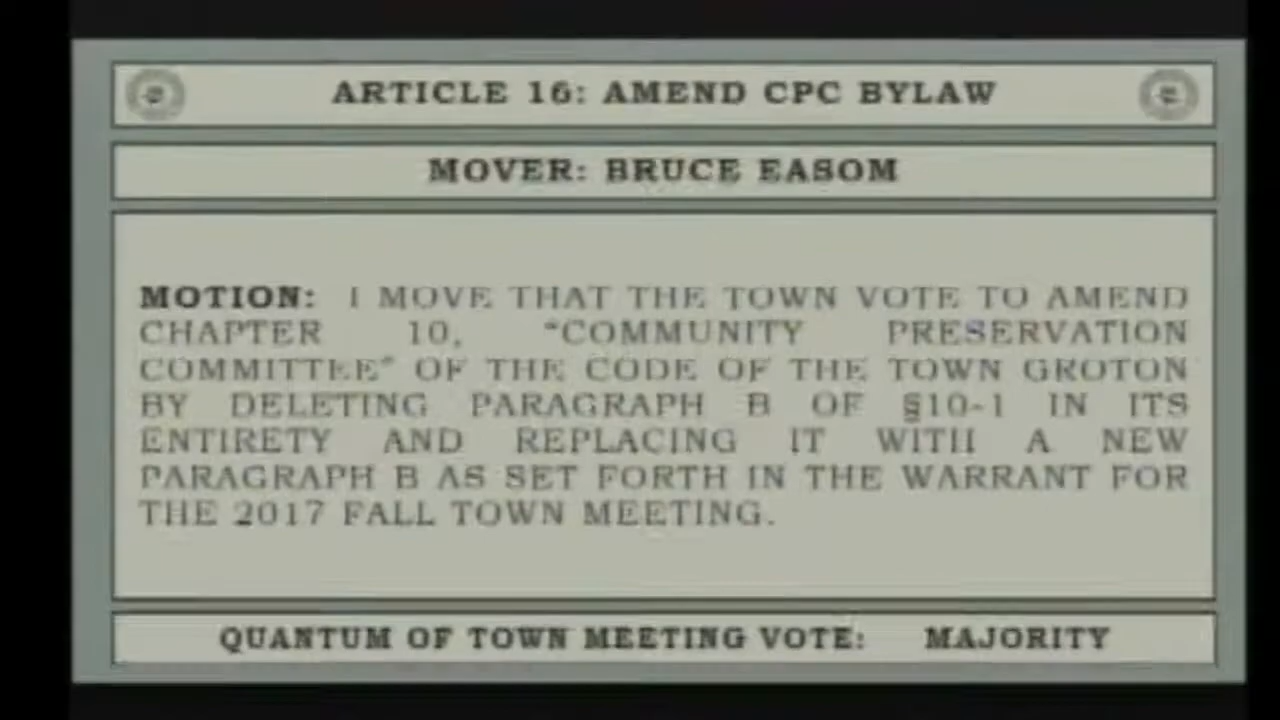 ARTICLE 16: AMEND CPC BYLAW
MOVER: BRUCE EASOM
MOTION: I MOVE THAT THE TOWN VOTE TO AMEND
CHAPTER 10, "COMMUNITY PRESERVATION
COMMITTEE" OF THE CODE OF THE TOWN GROTON
BY DELETING PARAGRAPH B OF §10-1 IN ITS
ENTIRETY AND REPLACING IT WITH A NEW
PARAGRAPH B AS SET FORTH IN THE WARRANT FOR
THE 2017 FALL TOWN MEETING.
QUANTUM OF TOWN MEETING VOTE: MAJORITY